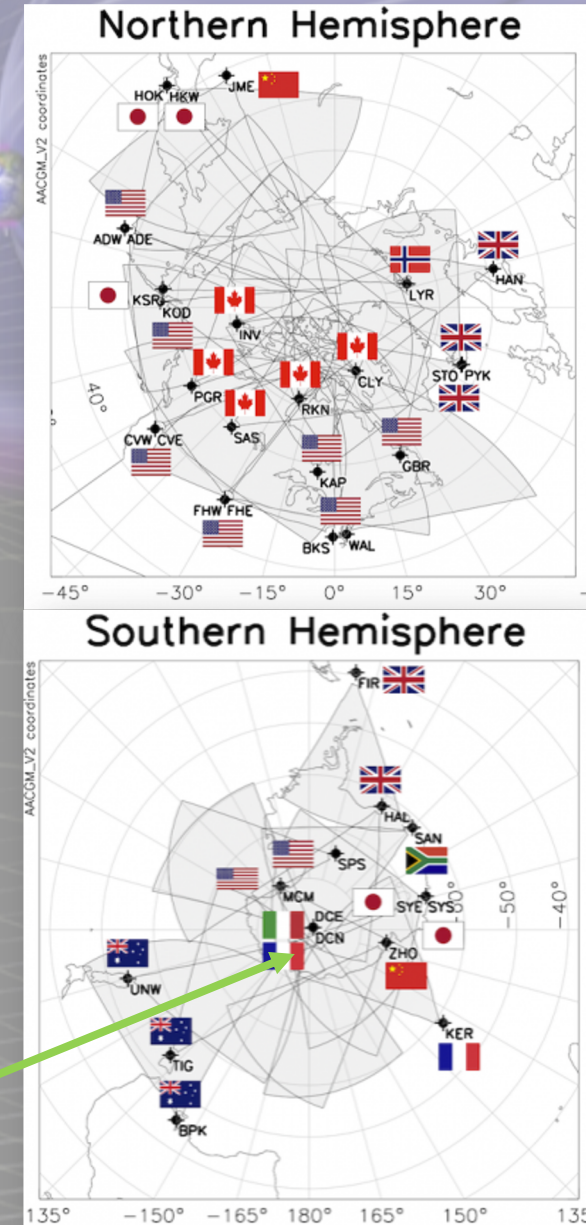 Northern Hemisphere
AACGM_V2 coordinates
HOK HKW
JME
ADW ADE
KSR
KOD
INV
LYR
HAN
PGR
RKN
CLY
STO PYK
40°
CVW CVE
SAS
KAP
GBR
FHW FHE
BKS
WAL
-45° -30° -15° 0° 15° 30°
Southern Hemisphere
AACGM_V2 coordinates
FIR
HAL
SAN
SPS
MCM
SYE SYS
-50°
-40°
DCE
DCN
ZHO
UNW
KER
TIG
BPK
135° -150° -165° 180° 165° 150° 135